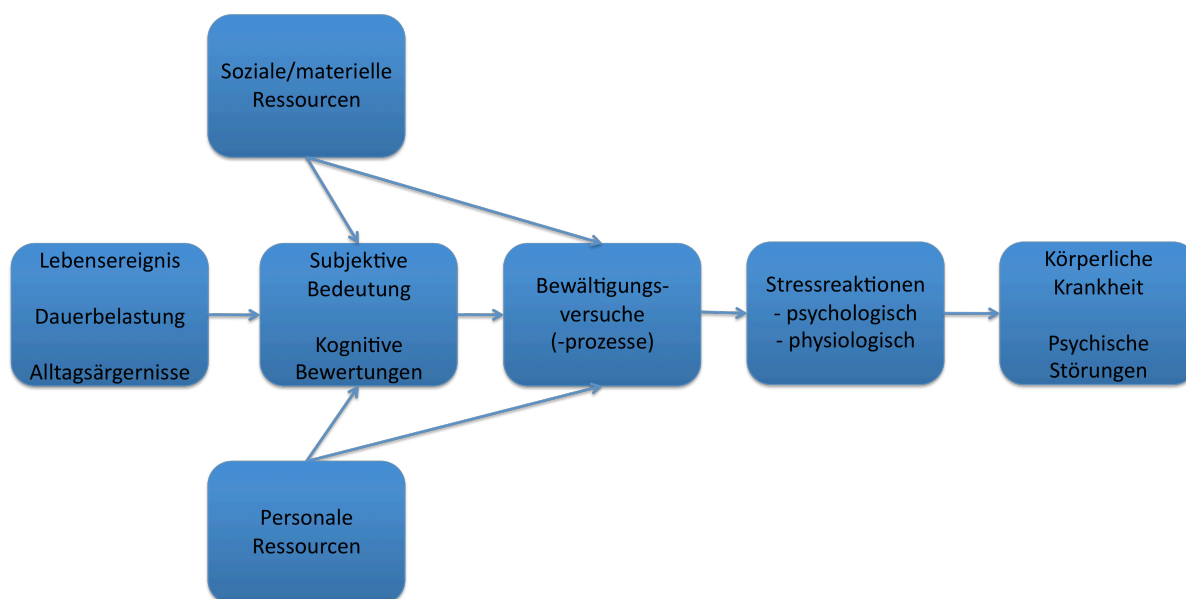 Soziale/materielle
Ressourcen
Lebensereignis
Dauerbelastung
Alltagsärgernisse
Subjektive
Bedeutung
Kognitive
Bewertungen
Bewältigungs-
versuche
(-prozesse)
Stressreaktionen
- psychologisch
- physiologisch
Körperliche
Krankheit
Psychische
Störungen
Personale
Ressourcen